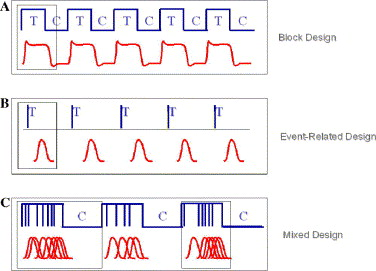 A
T C T C T C T C T C
Block Design
B
T T T T T
Event-Related Design
C
C C
Mixed Design